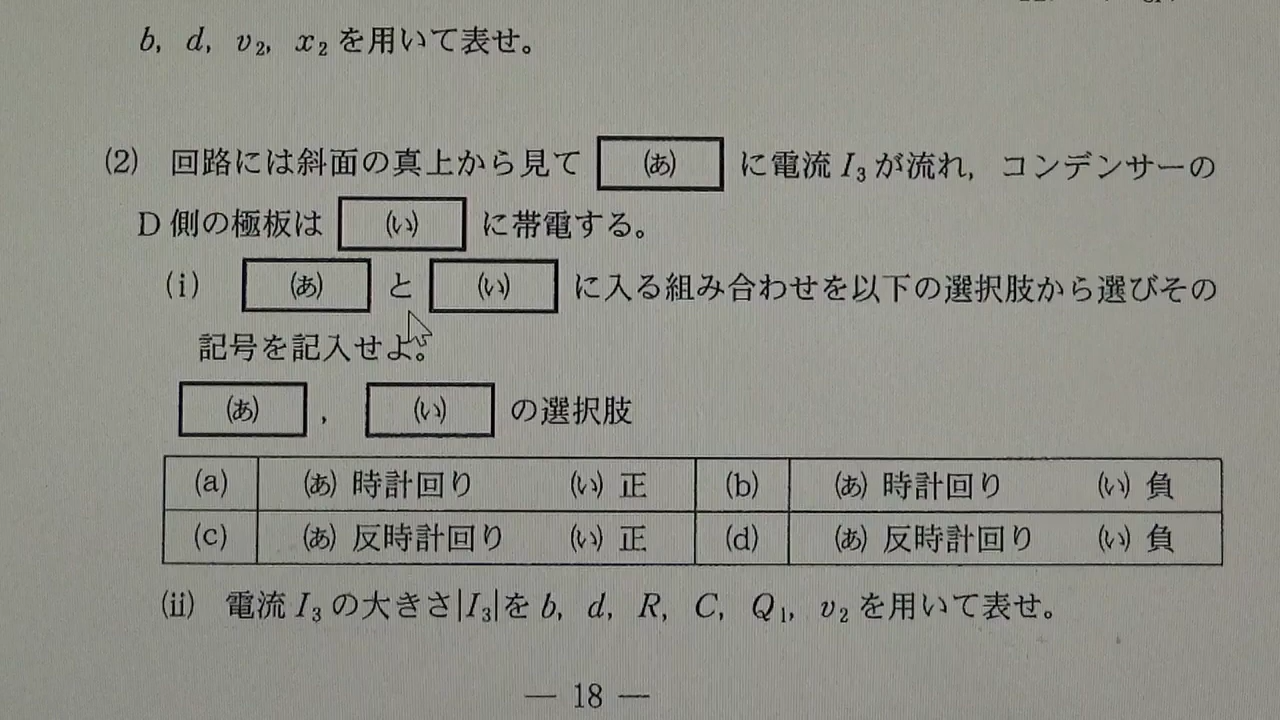 b, d, v₂, x₂ を用いて表せ。
(2) 回路には斜面の真上から見て (あ) に電流 I₃ が流れ, コンデンサーの
D 側の極板は (い) に帯電する。
(i) (あ) と (い) に入る組み合わせを以下の選択肢から選びその
記号を記入せよ。
(あ) , (い) の選択肢
(a) (あ) 時計回り (い) 正 (b) (あ) 時計回り (い) 負
(c) (あ) 反時計回り (い) 正 (d) (あ) 反時計回り (い) 負
(ii) 電流 I₃ の大きさ|I₃|を b, d, R, C, Q₁, v₂ を用いて表せ。
— 18 —